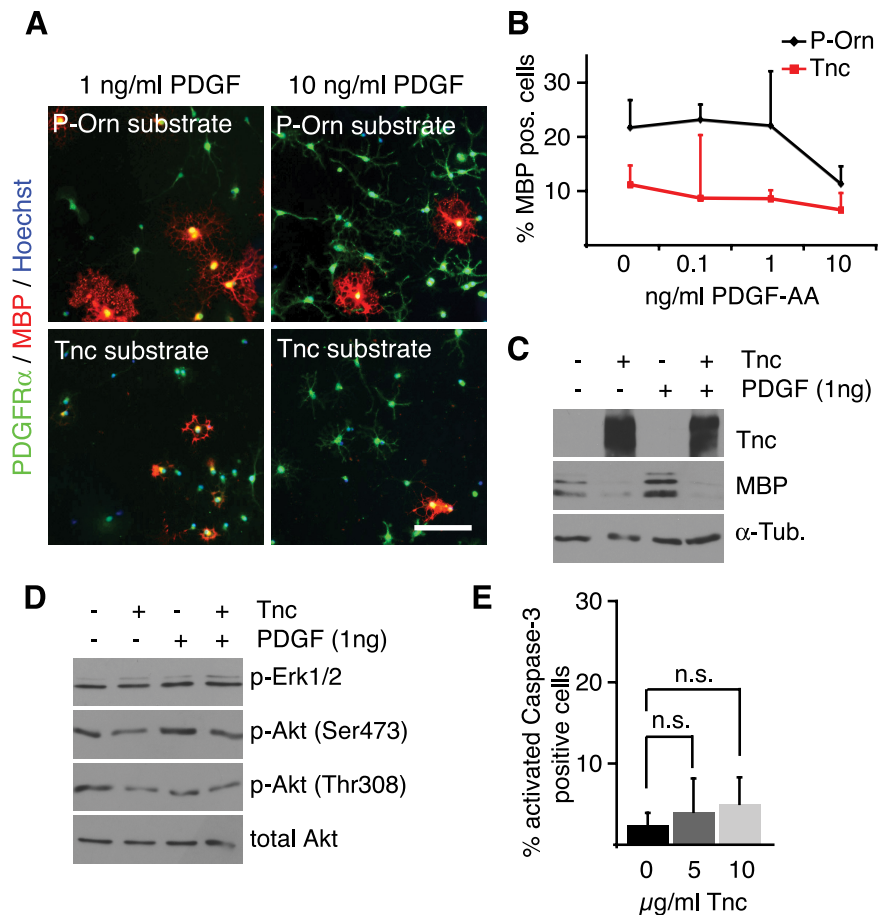 A
1 ng/ml PDGF
10 ng/ml PDGF
PDGFRα / MBP / Hoechst
P-Orn substrate
P-Orn substrate
Tnc substrate
Tnc substrate
B
P-Orn
Tnc
% MBP pos. cells
30
20
10
0 0.1 1 10
ng/ml PDGF-AA
C
- + - + Tnc
- - + + PDGF (1ng)
Tnc
MBP
α-Tub.
D
- + - + Tnc
- - + + PDGF (1ng)
p-Erk1/2
p-Akt (Ser473)
p-Akt (Thr308)
total Akt
E
% activated Caspase-3
positive cells
30
20
10
n.s.
n.s.
0 5 10
µg/ml Tnc